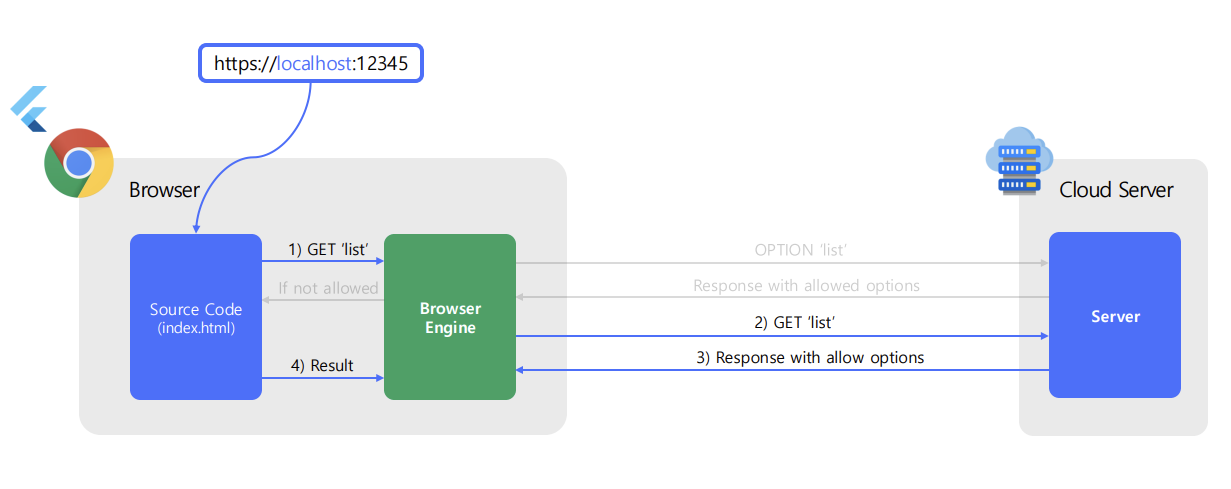 https://localhost:12345
Browser
Cloud Server
1) GET ‘list’
OPTION ‘list’
If not allowed
Response with allowed options
Source Code
(index.html)
Browser
Engine
Server
2) GET ‘list’
3) Response with allow options
4) Result